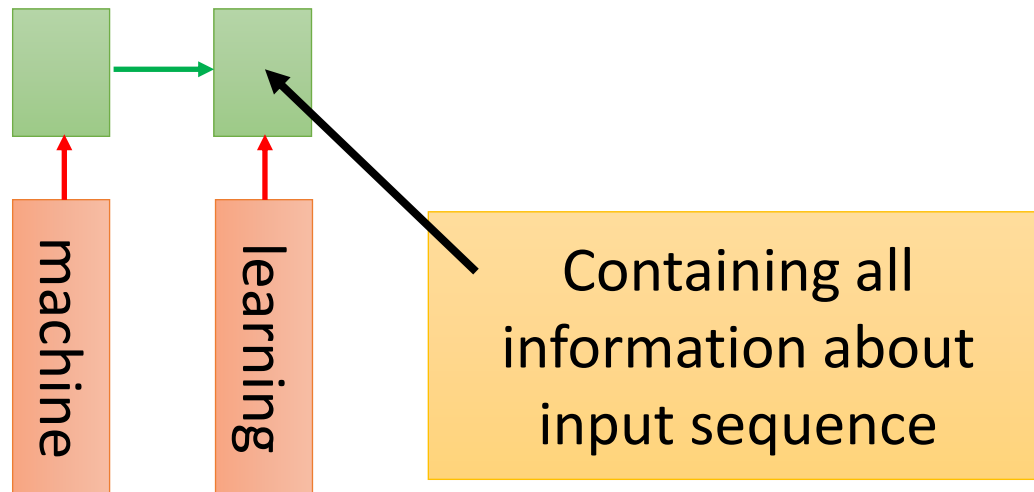 machine
learning
Containing all
information about
input sequence